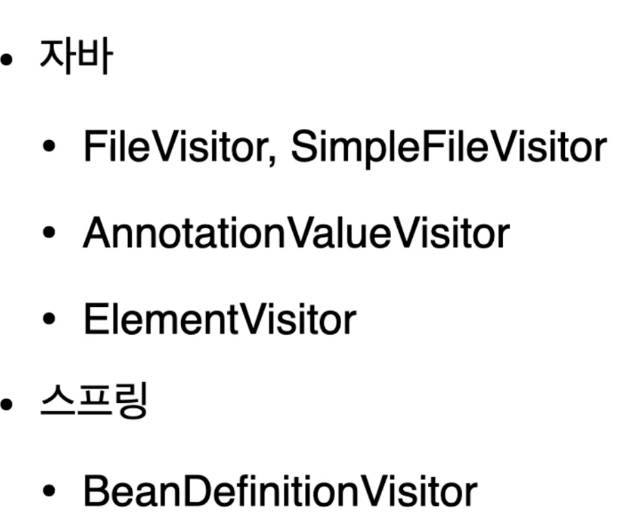 • 자바
• FileVisitor, SimpleFileVisitor
• AnnotationValueVisitor
• ElementVisitor
• 스프링
• BeanDefinitionVisitor